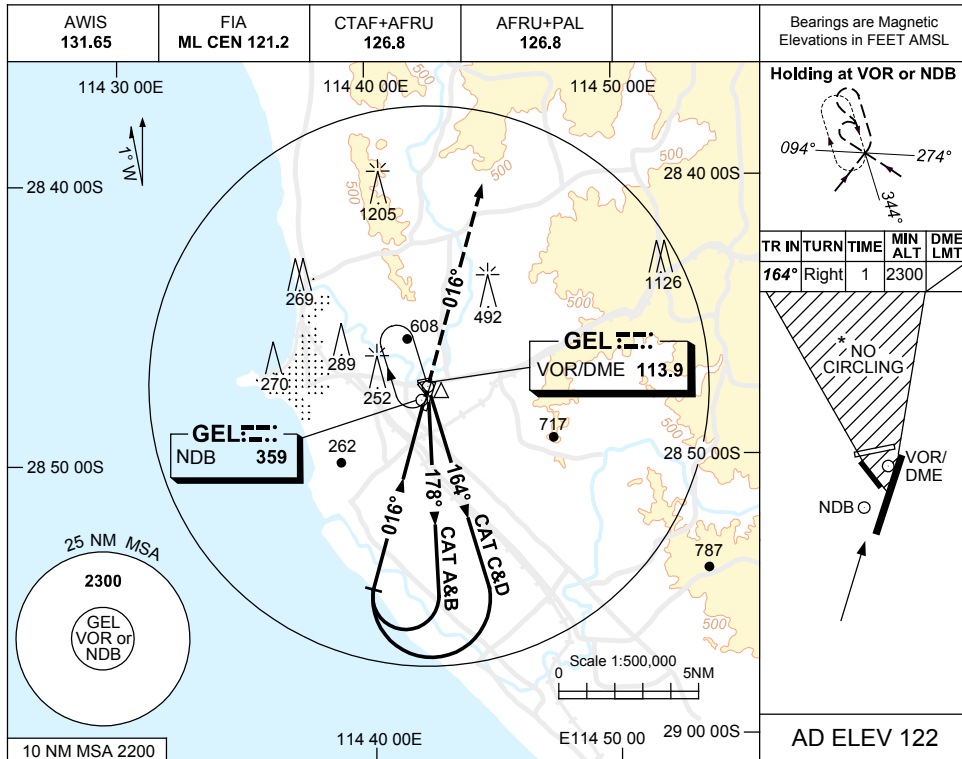 AWIS
131.65
FIA
ML CEN 121.2
CTAF+AFRU
126.8
AFRU+PAL
126.8
Bearings are Magnetic
Elevations in FEET AMSL
114 30 00E
114 40 00E
114 50 00E
500
500
1° W
28 40 00S
28 40 00S
500
500
1205
016°
1126
269
492
500
608
289
270
252
GEL
VOR/DME 113.9
GEL
NDB 359
262
717
28 50 00S
28 50 00S
016°
178°
164°
CAT A&B
CAT C&D
787
500
25 NM MSA
2300
GEL
VOR or
NDB
Scale 1:500,000
0
5NM
10 NM MSA 2200
114 40 00E
E114 50 00
29 00 00S
Holding at VOR or NDB
094°
274°
344°
TR IN TURN TIME MIN ALT DME LMT
164° Right 1 2300
* NO
CIRCLING
VOR/
DME
NDB
AD ELEV 122